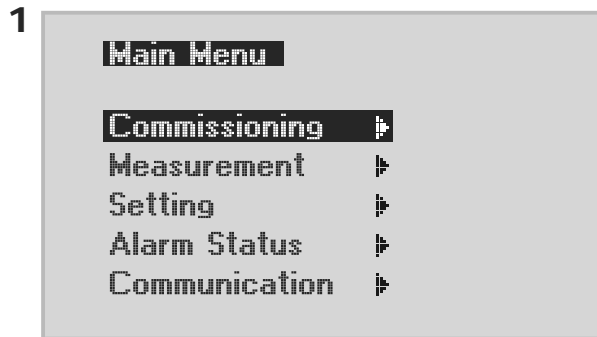 1
Main Menu
Commissioning
Measurement
Setting
Alarm Status
Communication